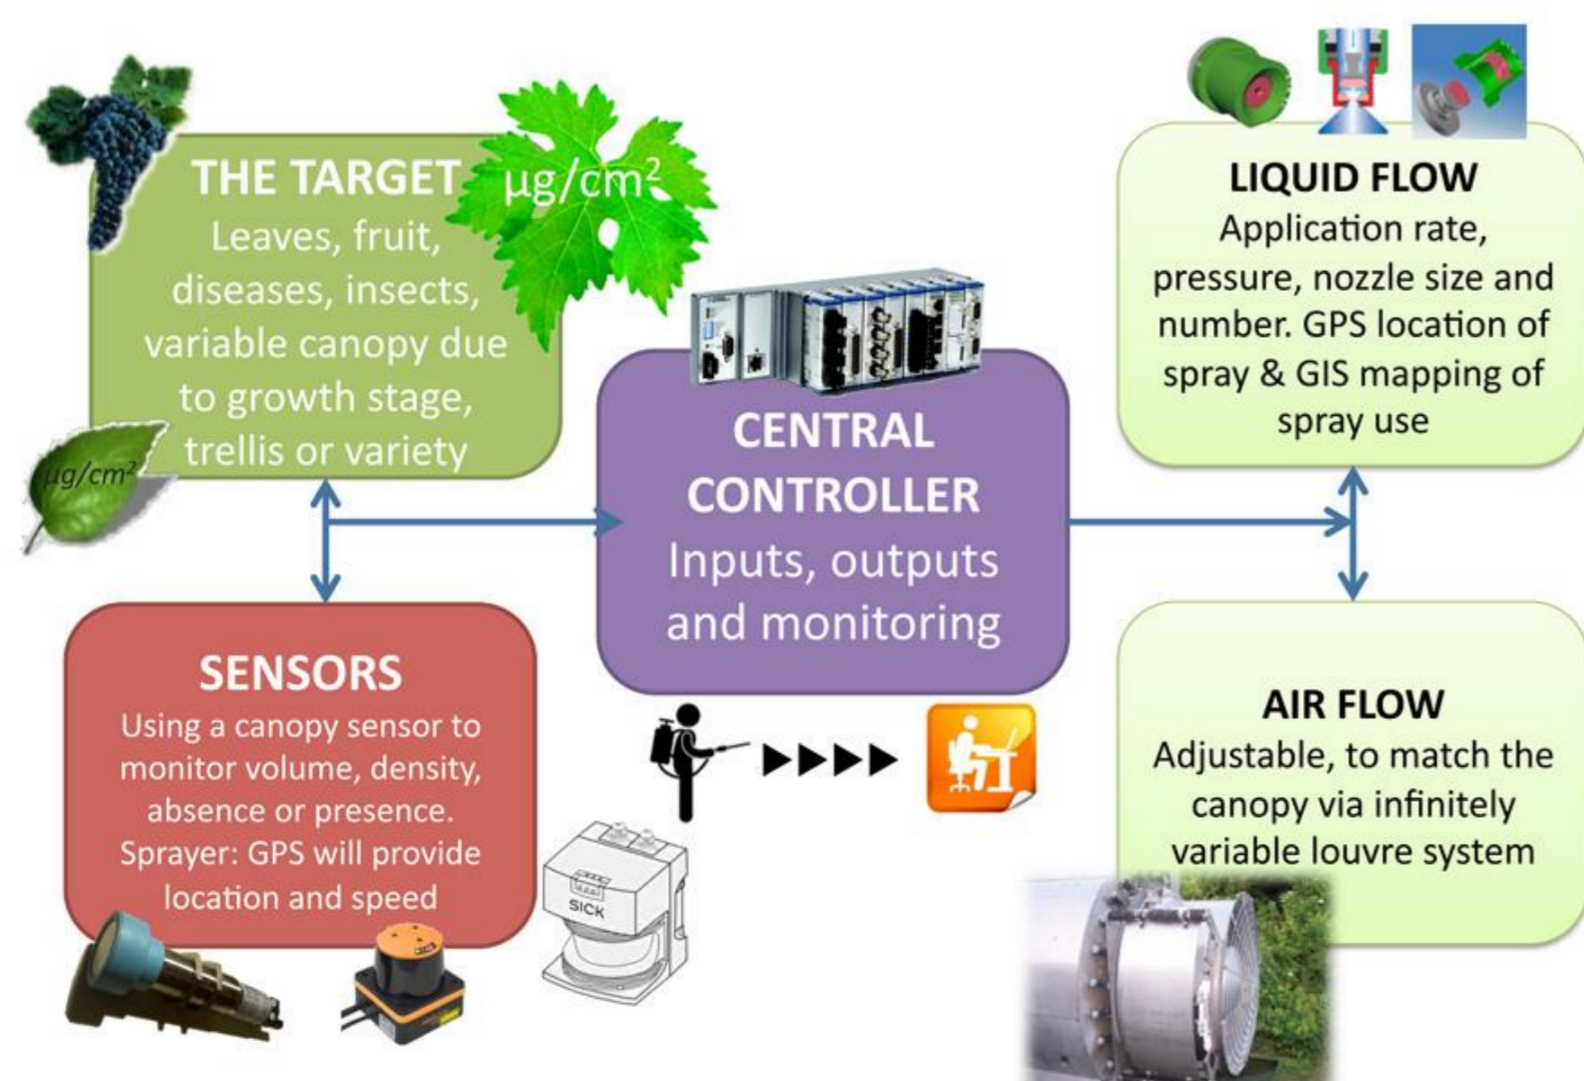 THE TARGET
Leaves, fruit,
diseases, insects,
variable canopy due
to growth stage,
trellis or variety
µg/cm²
µg/cm²
SENSORS
Using a canopy sensor to
monitor volume, density,
absence or presence.
Sprayer: GPS will provide
location and speed
CENTRAL
CONTROLLER
Inputs, outputs
and monitoring
SICK
LIQUID FLOW
Application rate,
pressure, nozzle size and
number. GPS location of
spray & GIS mapping of
spray use
AIR FLOW
Adjustable, to match the
canopy via infinitely
variable louvre system